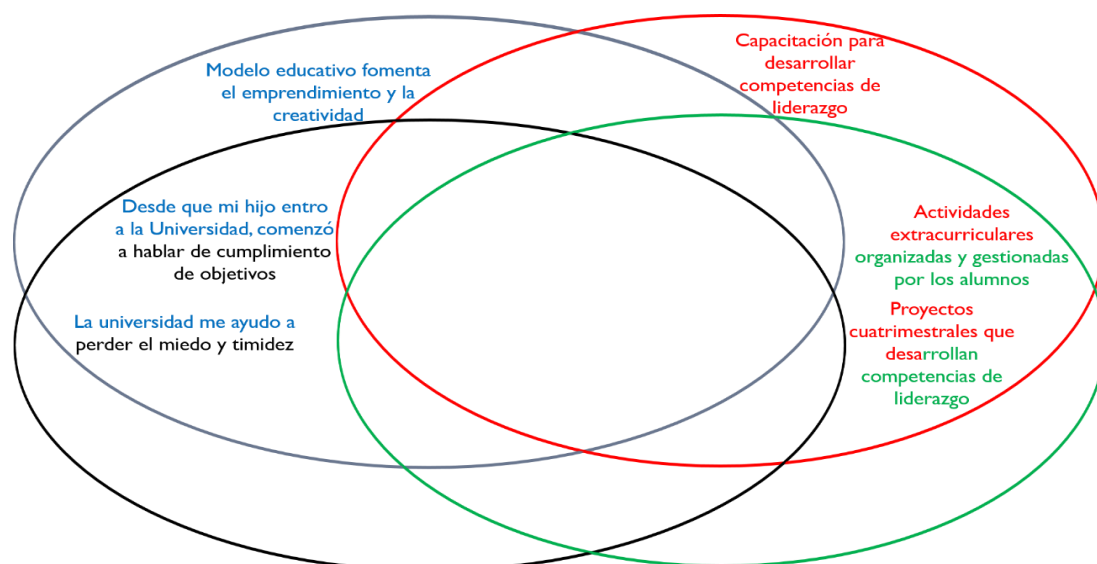 Modelo educativo fomenta
el emprendimiento y la
creatividad
Capacitación para
desarrollar
competencias de
liderazgo
Desde que mi hijo entro
a la Universidad, comenzó
a hablar de cumplimiento
de objetivos
La universidad me ayudo a
perder el miedo y timidez
Actividades
extracurriculares
organizadas y gestionadas
por los alumnos
Proyectos
cuatrimestrales que
desarrollan
competencias de
liderazgo